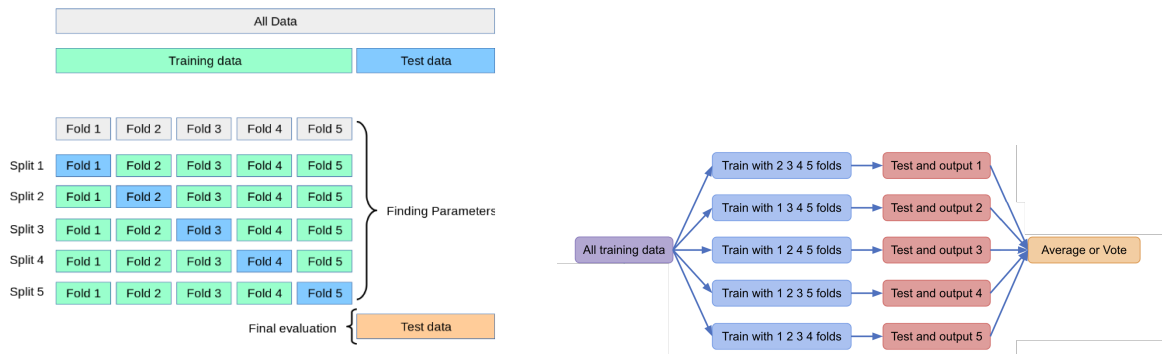 All Data
Training data Test data
Fold 1 Fold 2 Fold 3 Fold 4 Fold 5
Split 1 Fold 1 Fold 2 Fold 3 Fold 4 Fold 5
Split 2 Fold 1 Fold 2 Fold 3 Fold 4 Fold 5
Split 3 Fold 1 Fold 2 Fold 3 Fold 4 Fold 5
Split 4 Fold 1 Fold 2 Fold 3 Fold 4 Fold 5
Split 5 Fold 1 Fold 2 Fold 3 Fold 4 Fold 5
Finding Parameters
Final evaluation Test data
All training data
Train with 2 3 4 5 folds Test and output 1
Train with 1 3 4 5 folds Test and output 2
Train with 1 2 4 5 folds Test and output 3
Train with 1 2 3 5 folds Test and output 4
Train with 1 2 3 4 folds Test and output 5
Average or Vote